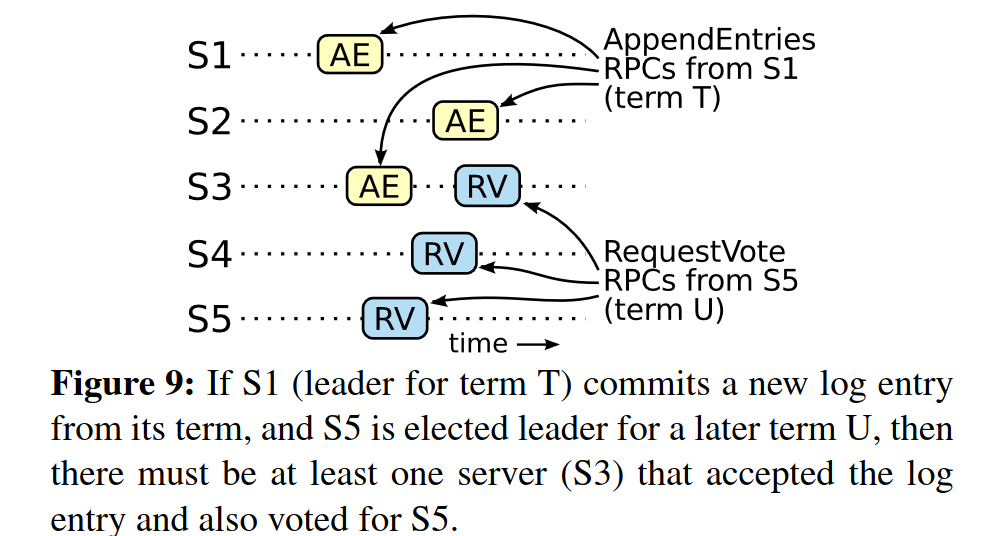 S1 AE AppendEntries
RPCs from S1
(term T)
S2 AE
S3 AE RV
S4 RV RequestVote
RPCs from S5
(term U)
S5 RV
time
Figure 9: If S1 (leader for term T) commits a new log entry
from its term, and S5 is elected leader for a later term U, then
there must be at least one server (S3) that accepted the log
entry and also voted for S5.